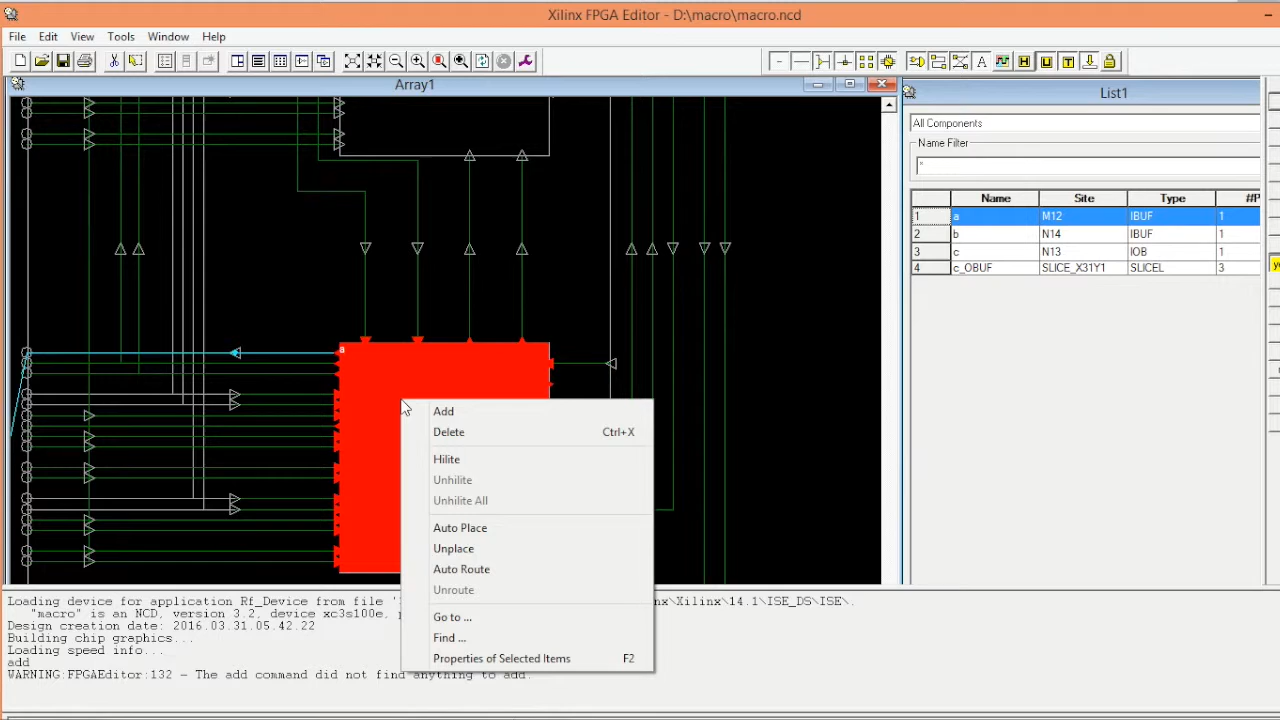 Xilinx FPGA Editor - D:\macro\macro.ncd
File Edit View Tools Window Help
Array1
List1
All Components
Name Filter
*
Name Site Type #P
1 a M12 IBUF 1
2 b N14 IBUF 1
3 c N13 IOB 1
4 c_OBUF SLICE_X31Y1 SLICEL 3
a
Add
Delete Ctrl+X
Hilite
Unhilite
Unhilite All
Auto Place
Unplace
Auto Route
Unroute
Go to ...
Find ...
Properties of Selected Items F2
Loading device for application Rf_Device from file '
\Xilinx\14.1\ISE_DS\ISE\.
"macro" is an NCD, version 3.2, device xc3s100e,
Design creation date: 2016.03.31.05.42.22
Building chip graphics...
Loading speed info...
add
WARNING:FPGAEditor:132 - The add command did not find anything to add.